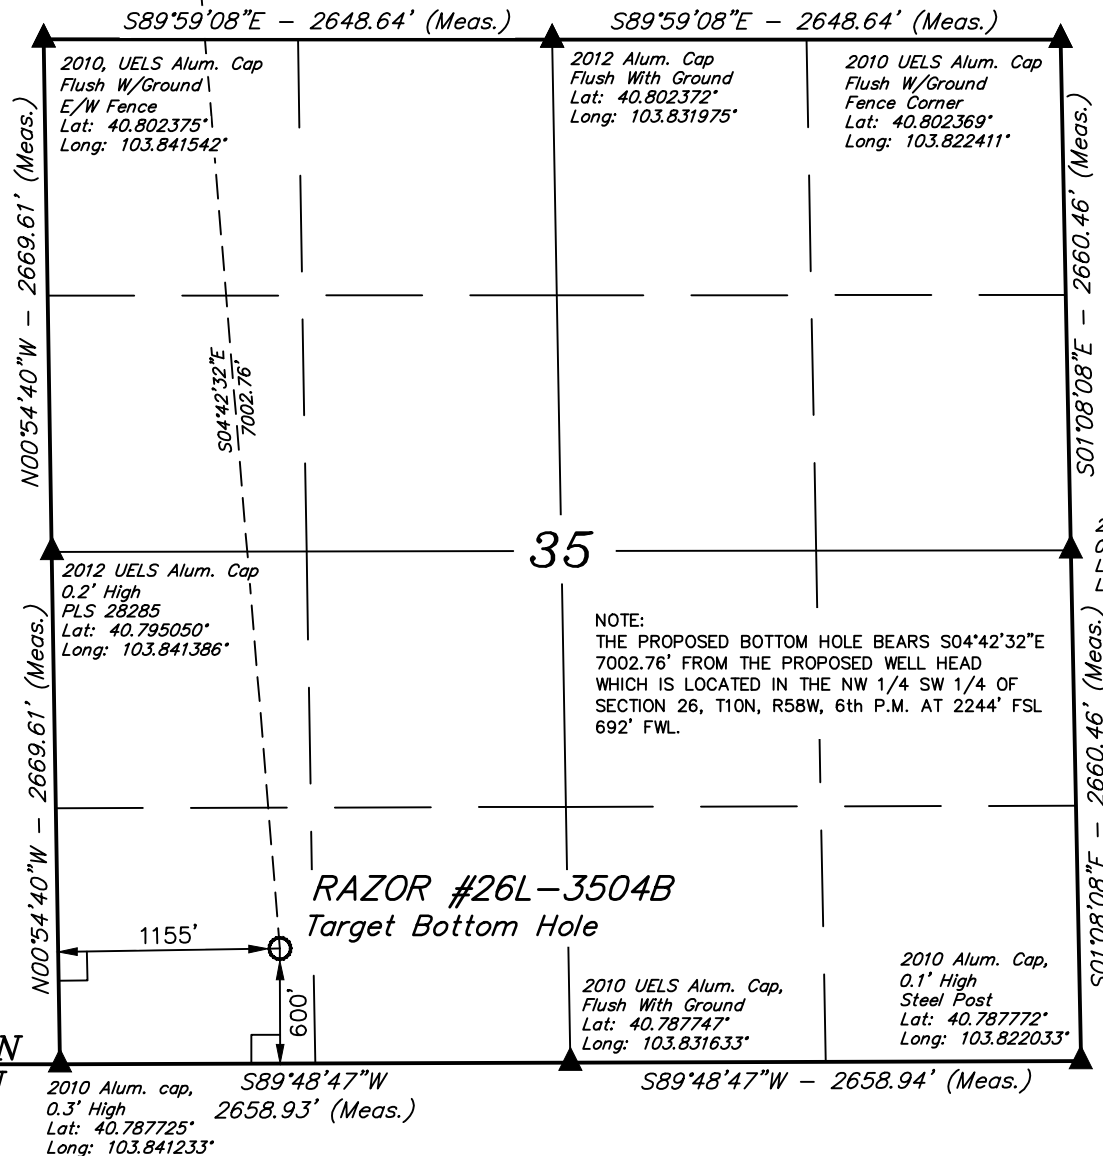 S89°59'08"E - 2648.64' (Meas.)
S89°59'08"E - 2648.64' (Meas.)
2010, UELS Alum. Cap
Flush W/Ground
E/W Fence
Lat: 40.802375°
Long: 103.841542°
2012 Alum. Cap
Flush With Ground
Lat: 40.802372°
Long: 103.831975°
2010 UELS Alum. Cap
Flush W/Ground
Fence Corner
Lat: 40.802369°
Long: 103.822411°
N00°54'40"W - 2669.61' (Meas.)
S01°08'08"E - 2660.46' (Meas.)
S04°42'32"E
7002.76'
35
2012 UELS Alum. Cap
0.2' High
PLS 28285
Lat: 40.795050°
Long: 103.841386°
NOTE:
THE PROPOSED BOTTOM HOLE BEARS S04°42'32"E
7002.76' FROM THE PROPOSED WELL HEAD
WHICH IS LOCATED IN THE NW 1/4 SW 1/4 OF
SECTION 26, T10N, R58W, 6th P.M. AT 2244' FSL
692' FWL.
N00°54'40"W - 2669.61' (Meas.)
S01°08'08"E - 2660.46' (Meas.)
RAZOR #26L-3504B
Target Bottom Hole
1155'
600'
2010 UELS Alum. Cap,
Flush With Ground
Lat: 40.787747°
Long: 103.831633°
2010 Alum. Cap,
0.1' High
Steel Post
Lat: 40.787772°
Long: 103.822033°
N
2010 Alum. cap,
0.3' High
Lat: 40.787725°
Long: 103.841233°
S89°48'47"W
2658.93' (Meas.)
S89°48'47"W - 2658.94' (Meas.)